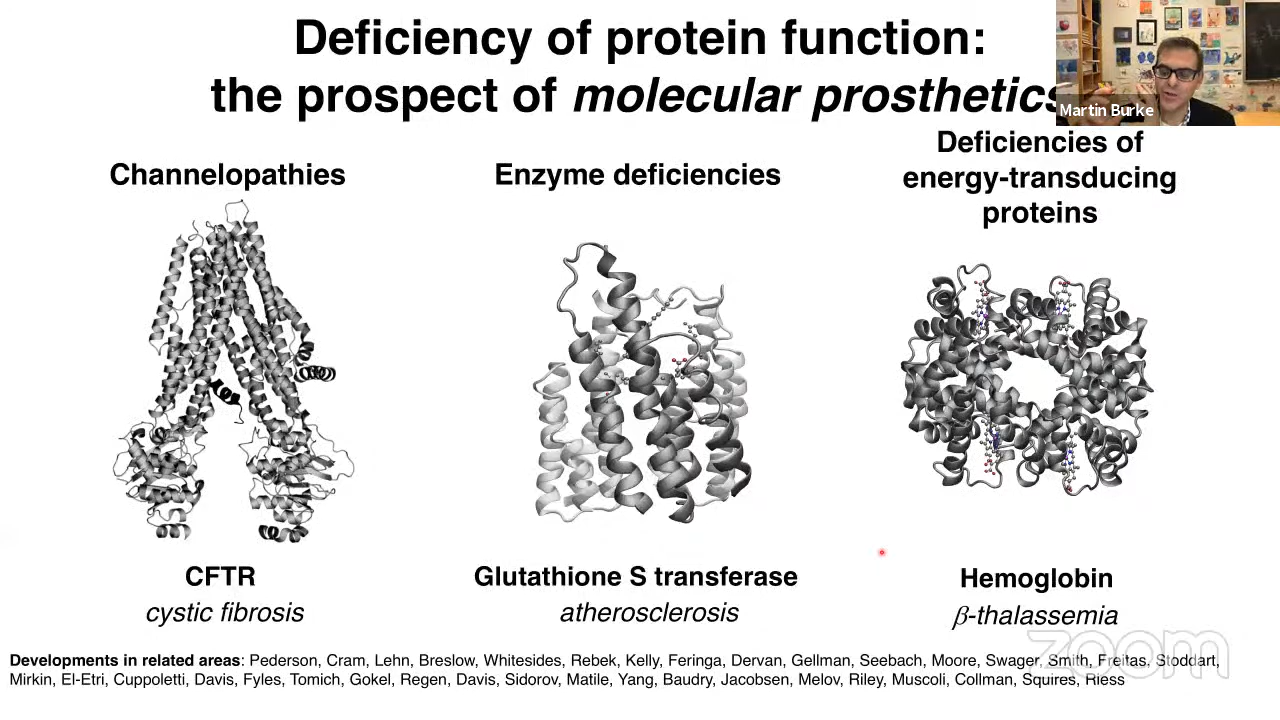 Deficiency of protein function:
the prospect of molecular prosthetics
Martin Burke
Channelopathies
Enzyme deficiencies
Deficiencies of
energy-transducing
proteins
CFTR
cystic fibrosis
Glutathione S transferase
atherosclerosis
Hemoglobin
β-thalassemia
zoom
Developments in related areas: Pederson, Cram, Lehn, Breslow, Whitesides, Rebek, Kelly, Feringa, Dervan, Gellman, Seebach, Moore, Swager, Smith, Freitas, Stoddart,
Mirkin, El-Etri, Cuppoletti, Davis, Fyles, Tomich, Gokel, Regen, Davis, Sidorov, Matile, Yang, Baudry, Jacobsen, Melov, Riley, Muscoli, Collman, Squires, Riess